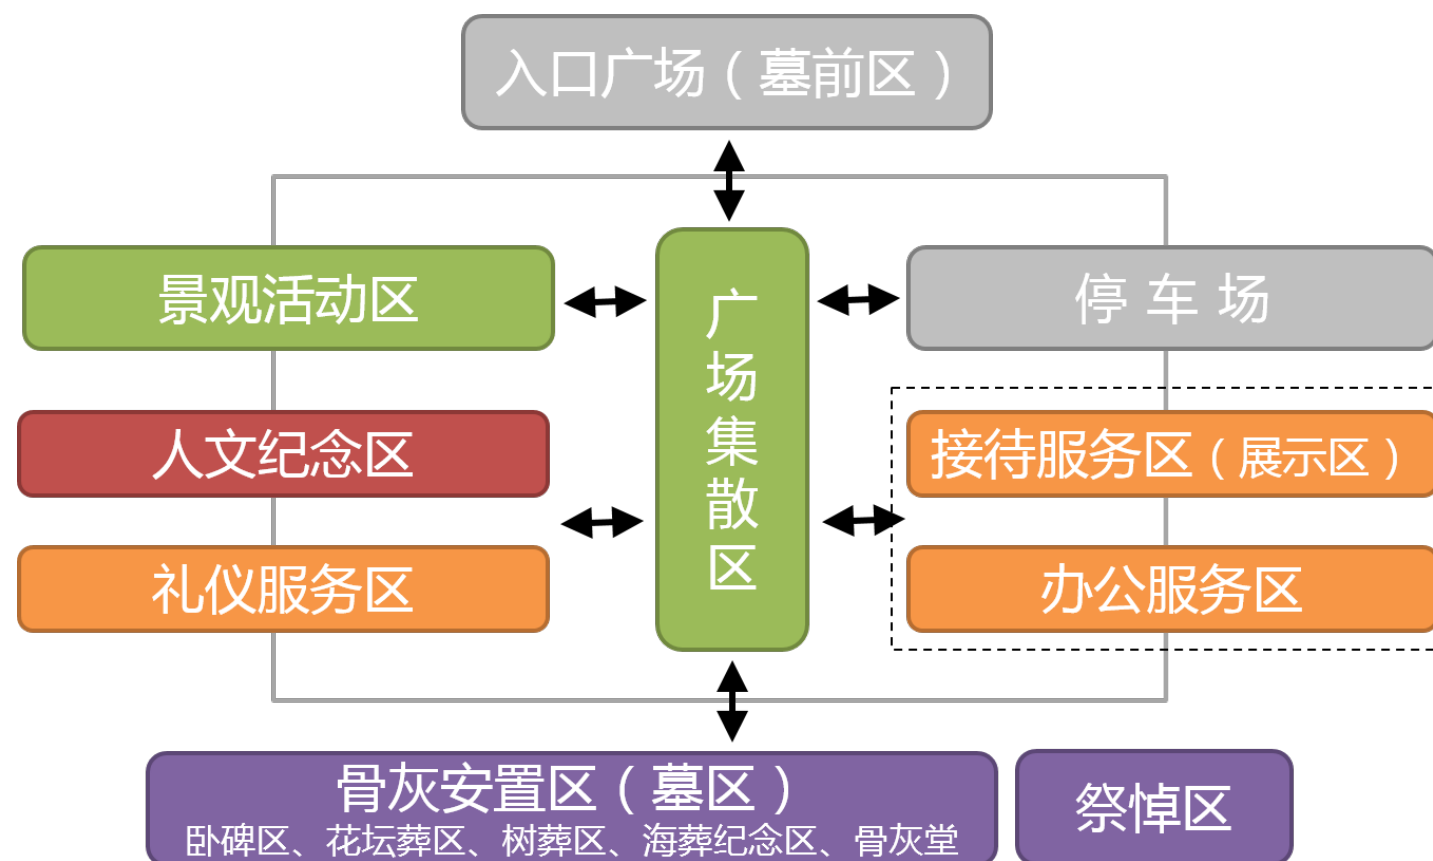 入口广场（墓前区）
景观活动区
广场集散区
停车场
人文纪念区
接待服务区（展示区）
礼仪服务区
办公服务区
骨灰安置区（墓区）
卧碑区、花坛葬区、树葬区、海葬纪念区、骨灰堂
祭悼区